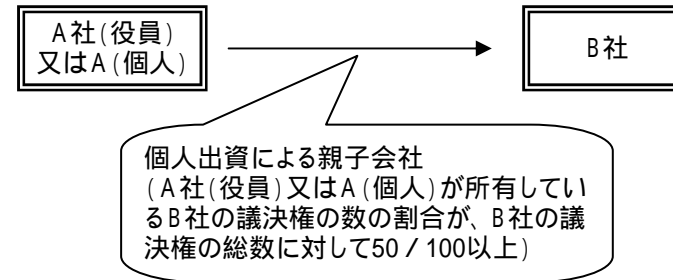 A社(役員)
又はA(個人)
B社
個人出資による親子会社
(A社(役員)又はA(個人)が所有してい
るB社の議決権の数の割合が、B社の議
決権の総数に対して50/100以上)